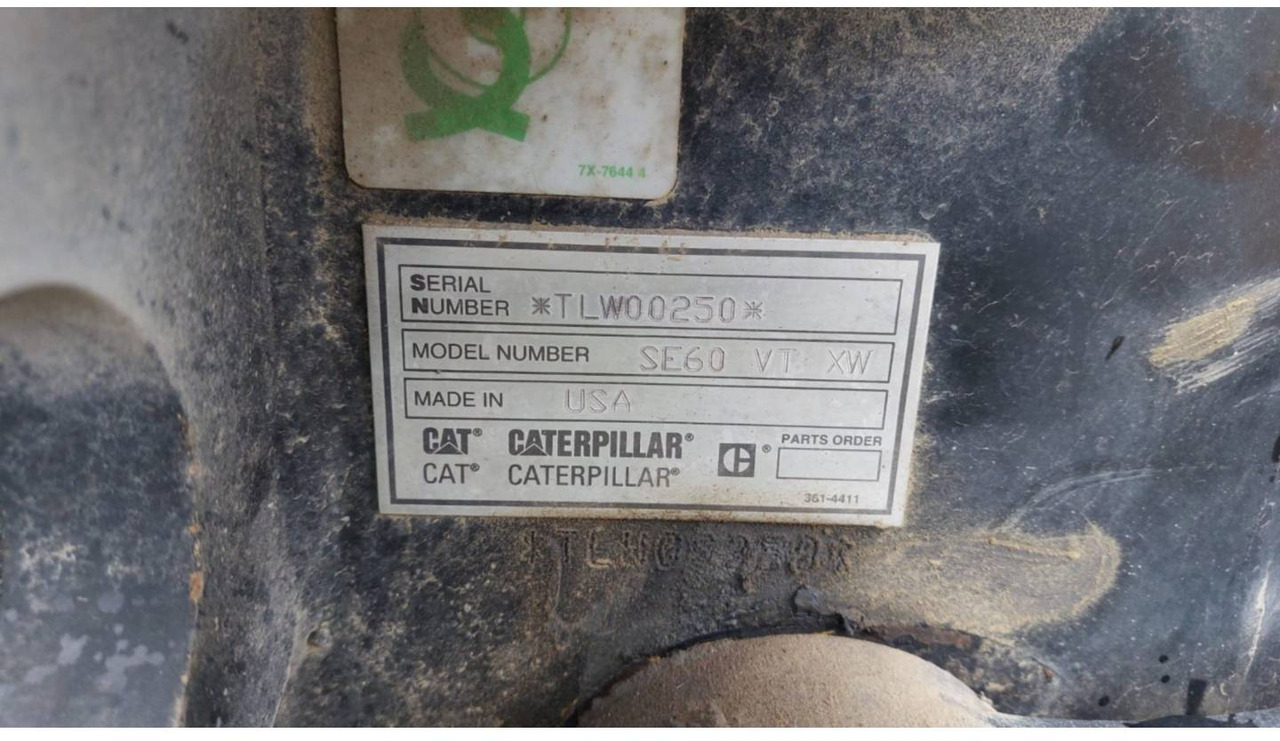 7X-7644 4
SERIAL
NUMBER *TLW00250*
MODEL NUMBER SE60 VT XW
MADE IN USA
CAT® CATERPILLAR® C® PARTS ORDER
CAT® CATERPILLAR®
361-4411